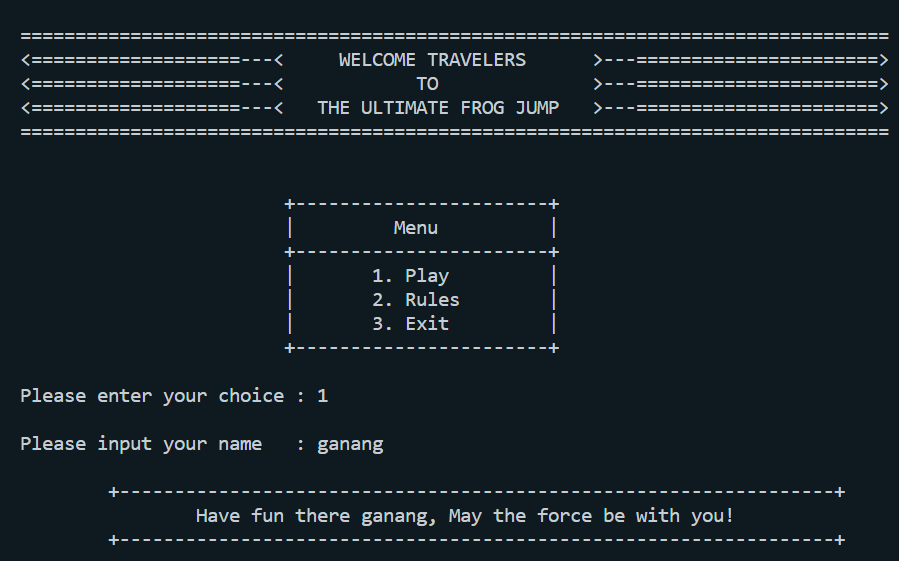 ===============================================================================
<===================---<     WELCOME TRAVELERS      >---======================>
<===================---<            TO              >---======================>
<===================---<   THE ULTIMATE FROG JUMP   >---======================>
===============================================================================
+-----------------------+
|         Menu          |
+-----------------------+
|       1. Play         |
|       2. Rules        |
|       3. Exit         |
+-----------------------+
Please enter your choice : 1
Please input your name   : ganang
+-----------------------------------------------------------------+
Have fun there ganang, May the force be with you!
+-----------------------------------------------------------------+